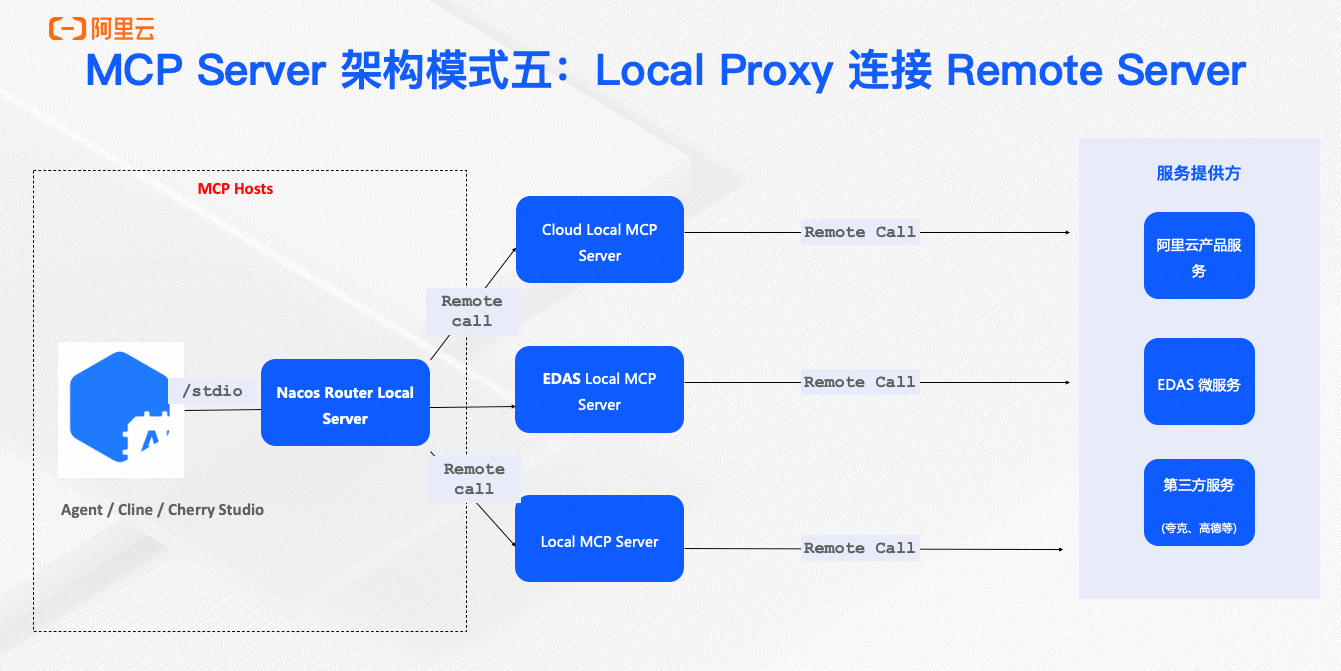 阿里云
MCP Server 架构模式五：Local Proxy 连接 Remote Server
MCP Hosts
/stdio
Nacos Router Local
Server
Agent / Cline / Cherry Studio
Remote
call
Remote
call
Cloud Local MCP
Server
EDAS Local MCP
Server
Local MCP Server
Remote Call
Remote Call
Remote Call
服务提供方
阿里云产品服
务
EDAS 微服务
第三方服务
(夸克、高德等)